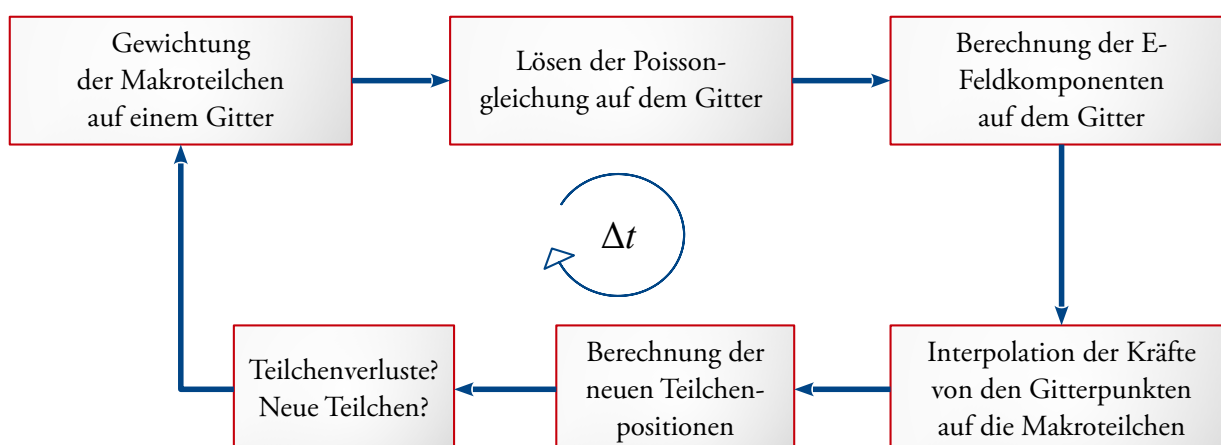 Gewichtung
der Makroteilchen
auf einem Gitter
Lösen der Poisson-
gleichung auf dem Gitter
Berechnung der E-
Feldkomponenten
auf dem Gitter
Δt
Teilchenverluste?
Neue Teilchen?
Berechnung der
neuen Teilchen-
positionen
Interpolation der Kräfte
von den Gitterpunkten
auf die Makroteilchen